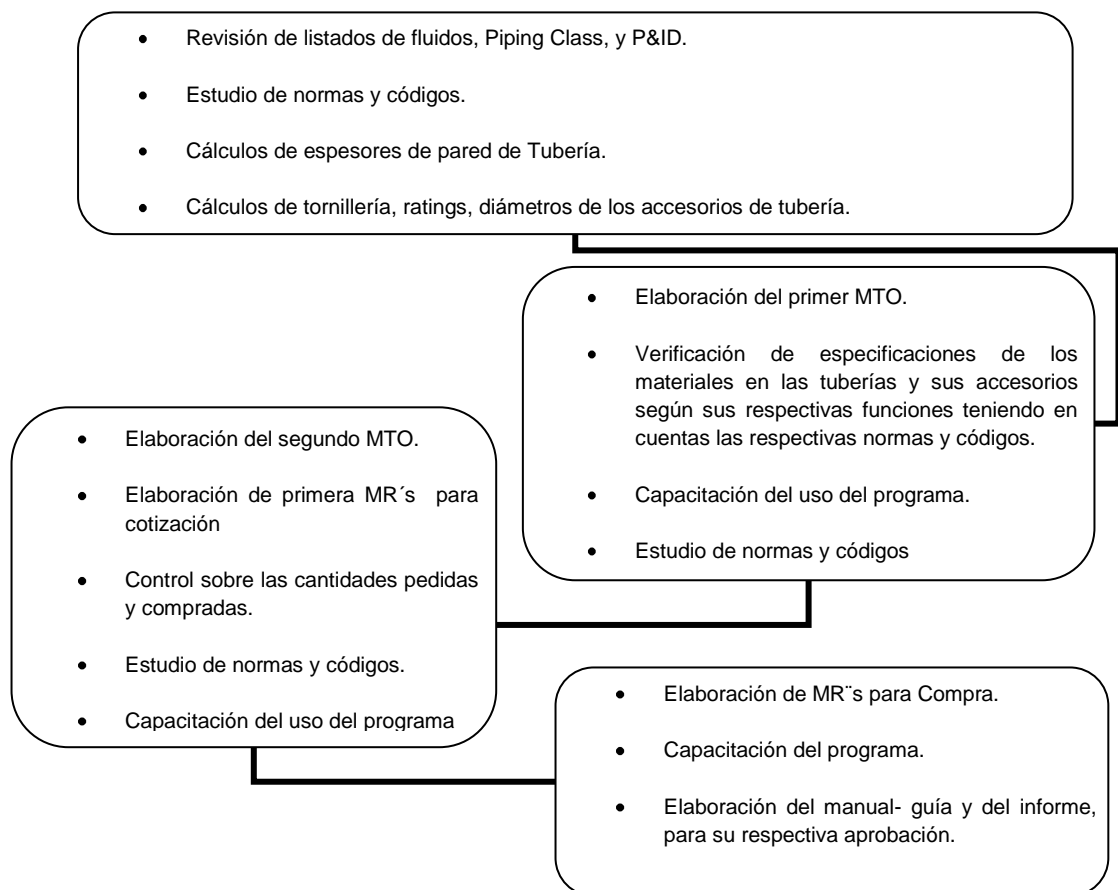 • Revisión de listados de fluidos, Piping Class, y P&ID.
• Estudio de normas y códigos.
• Cálculos de espesores de pared de Tubería.
• Cálculos de tornillería, ratings, diámetros de los accesorios de tubería.
• Elaboración del primer MTO.
• Verificación de especificaciones de los
materiales en las tuberías y sus accesorios
según sus respectivas funciones teniendo en
cuentas las respectivas normas y códigos.
• Capacitación del uso del programa.
• Estudio de normas y códigos
• Elaboración del segundo MTO.
• Elaboración de primera MR´s para
cotización
• Control sobre las cantidades pedidas
y compradas.
• Estudio de normas y códigos.
• Capacitación del uso del programa
• Elaboración de MR¨s para Compra.
• Capacitación del programa.
• Elaboración del manual- guía y del informe,
para su respectiva aprobación.